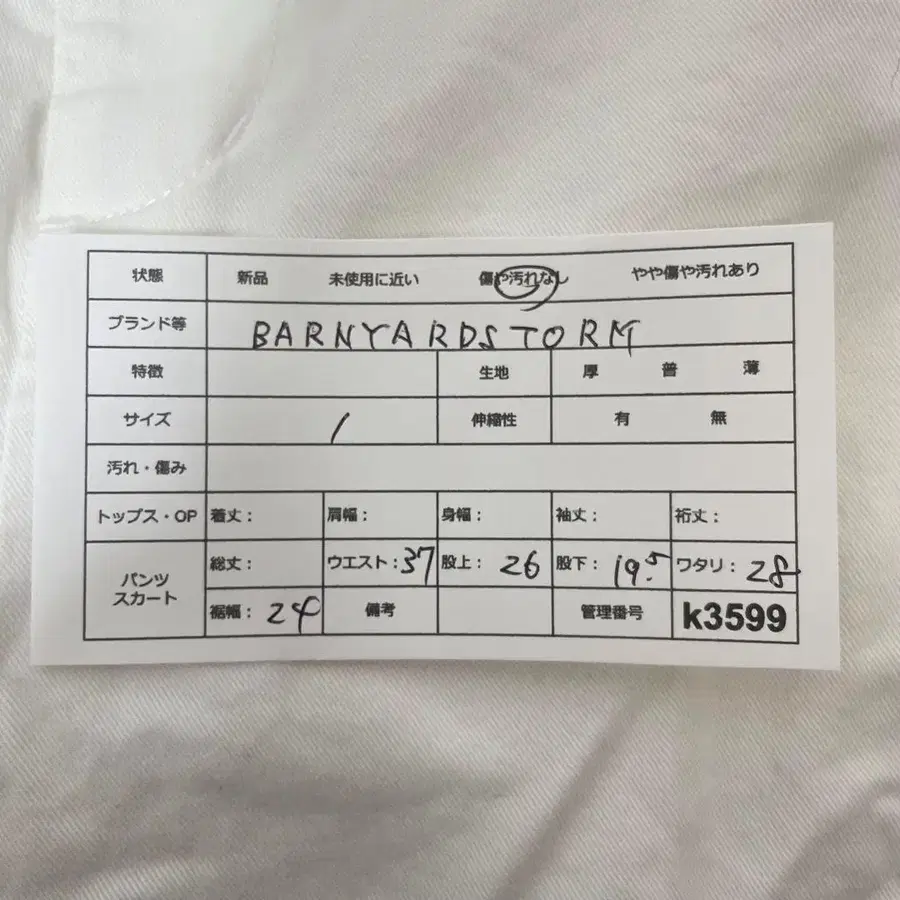 状態 新品 未使用に近い 傷や汚れなし やや傷や汚れあり
ブランド等 BARNYARDSTORM
特徴 生地 厚 普 薄
サイズ 1 伸縮性 有 無
汚れ・傷み
トップス・OP 着丈： 肩幅： 身幅： 袖丈： 裄丈：
パンツ スカート 総丈： ウエスト：37 股上：26 股下：19.5 ワタリ：28
裾幅：24 備考 管理番号 k3599